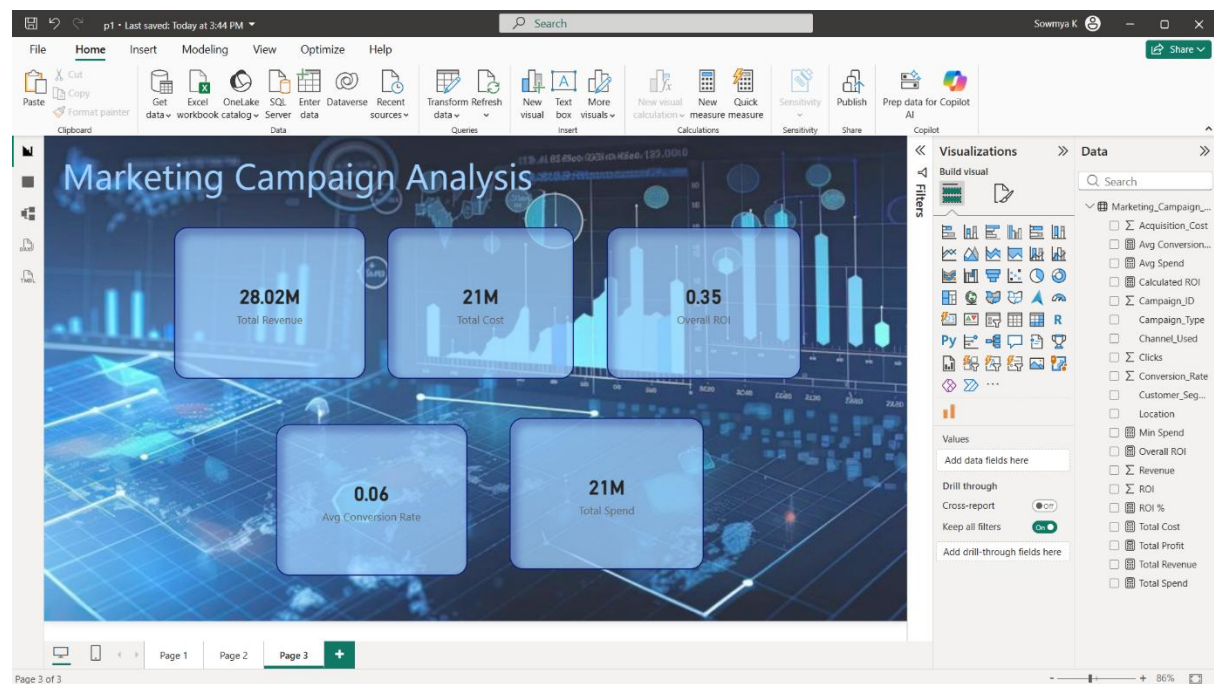 p1 • Last saved: Today at 3:44 PM
Search
Sowmya K
File Home Insert Modeling View Optimize Help
Share
Paste
Cut
Copy
Format painter
Clipboard
Get data
Excel workbook
OneLake catalog
SQL Server
Enter data
Dataverse
Recent sources
Data
Transform data
Refresh
Queries
New visual
Text box
More visuals
Insert
New visual calculation
New measure
Quick measure
Calculations
Sensitivity
Sensitivity
Publish
Share
Prep data for AI
Copilot
Copilot
Marketing Campaign Analysis
28.02M
Total Revenue
21M
Total Cost
0.35
Overall ROI
0.06
Avg Conversion Rate
21M
Total Spend
Filters
Visualizations
Build visual
Values
Add data fields here
Drill through
Cross-report
Off
Keep all filters
On
Add drill-through fields here
Data
Search
Marketing_Campaign_...
Acquisition_Cost
Avg Conversion...
Avg Spend
Calculated ROI
Campaign_ID
Campaign_Type
Channel_Used
Clicks
Conversion_Rate
Customer_Seg...
Location
Min Spend
Overall ROI
Revenue
ROI
ROI %
Total Cost
Total Profit
Total Revenue
Total Spend
Page 1 Page 2 Page 3
Page 3 of 3
86%